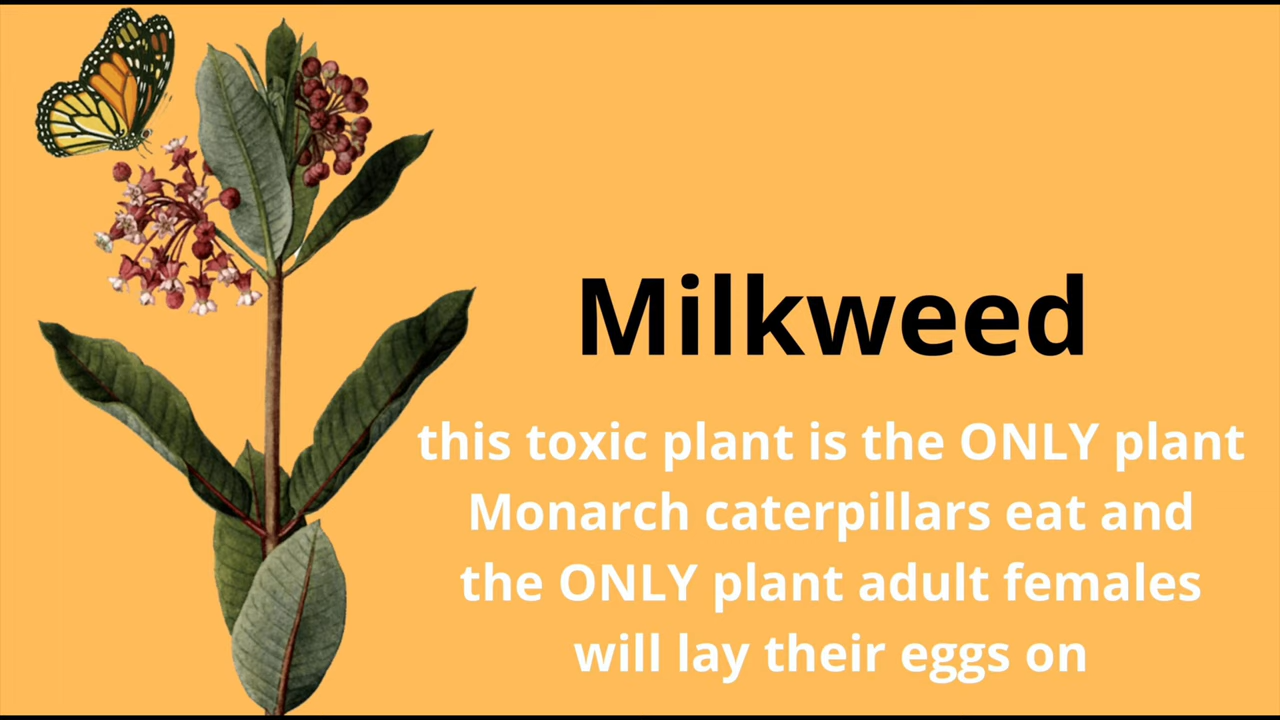 Milkweed
this toxic plant is the ONLY plant
Monarch caterpillars eat and
the ONLY plant adult females
will lay their eggs on